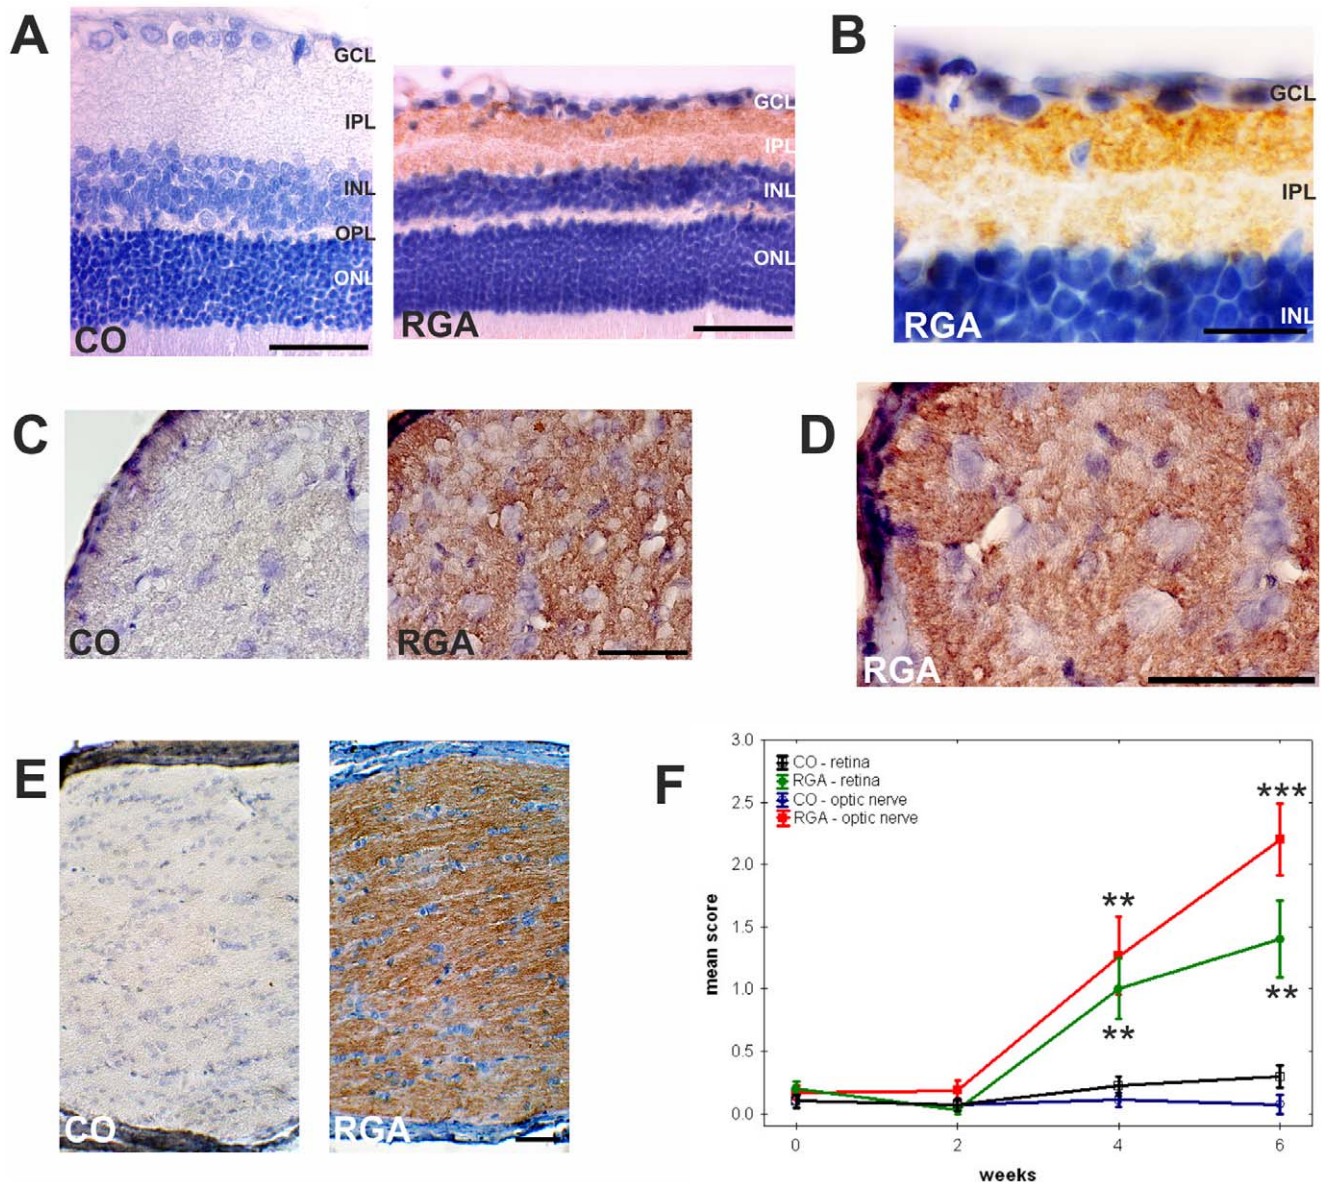 A
GCL
IPL
INL
OPL
ONL
CO
GCL
IPL
INL
ONL
RGA
B
GCL
IPL
INL
RGA
C
CO
RGA
D
RGA
E
CO
RGA
F
3.0
2.5
2.0
1.5
1.0
0.5
0.0
mean score
CO - retina
RGA - retina
CO - optic nerve
RGA - optic nerve
**
**
***
**
0 2 4 6
weeks